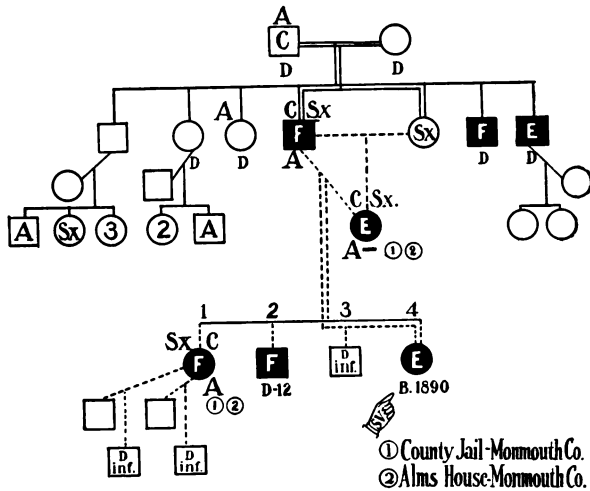 A
C
D
D
C Sx
A
F
Sx
F
E
D
D
A
D
D
D
A
Sx
3
2
A
C Sx.
E
A– ① ②
1 2 3 4
Sx C
F
F
D
inf.
E
A
D-12
B. 1890
① ②
SV
D
inf.
D
inf.
① County Jail-Monmouth Co.
② Alms House-Monmouth Co.